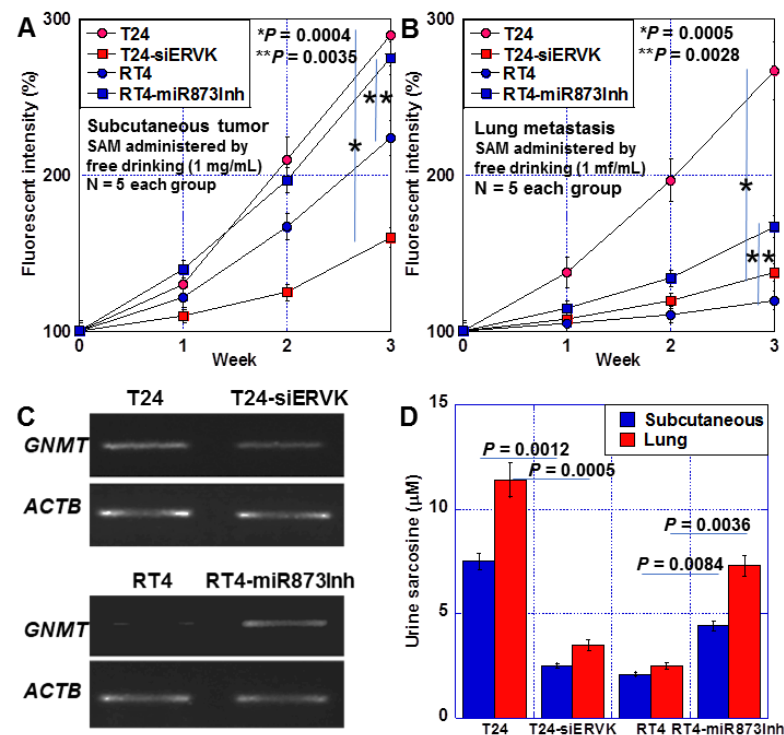 A
300
T24
T24-siERVK
RT4
RT4-miR873Inh
*P = 0.0004
**P = 0.0035
Subcutaneous tumor
SAM administered by
free drinking (1 mg/mL)
N = 5 each group
**
*
200
100
Fluorescent intensity (%)
0
1
2
3
Week
B
300
T24
T24-siERVK
RT4
RT4-miR873Inh
*P = 0.0005
**P = 0.0028
Lung metastasis
SAM administered by
free drinking (1 mf/mL)
N = 5 each group
*
**
200
100
Fluorescent intensity (%)
0
1
2
3
Week
C
T24
T24-siERVK
GNMT
ACTB
RT4
RT4-miR873Inh
GNMT
ACTB
D
15
10
5
0
Urine sarcosine (μM)
Subcutaneous
Lung
P = 0.0012
P = 0.0005
P = 0.0036
P = 0.0084
T24
T24-siERVK
RT4
RT4-miR873Inh